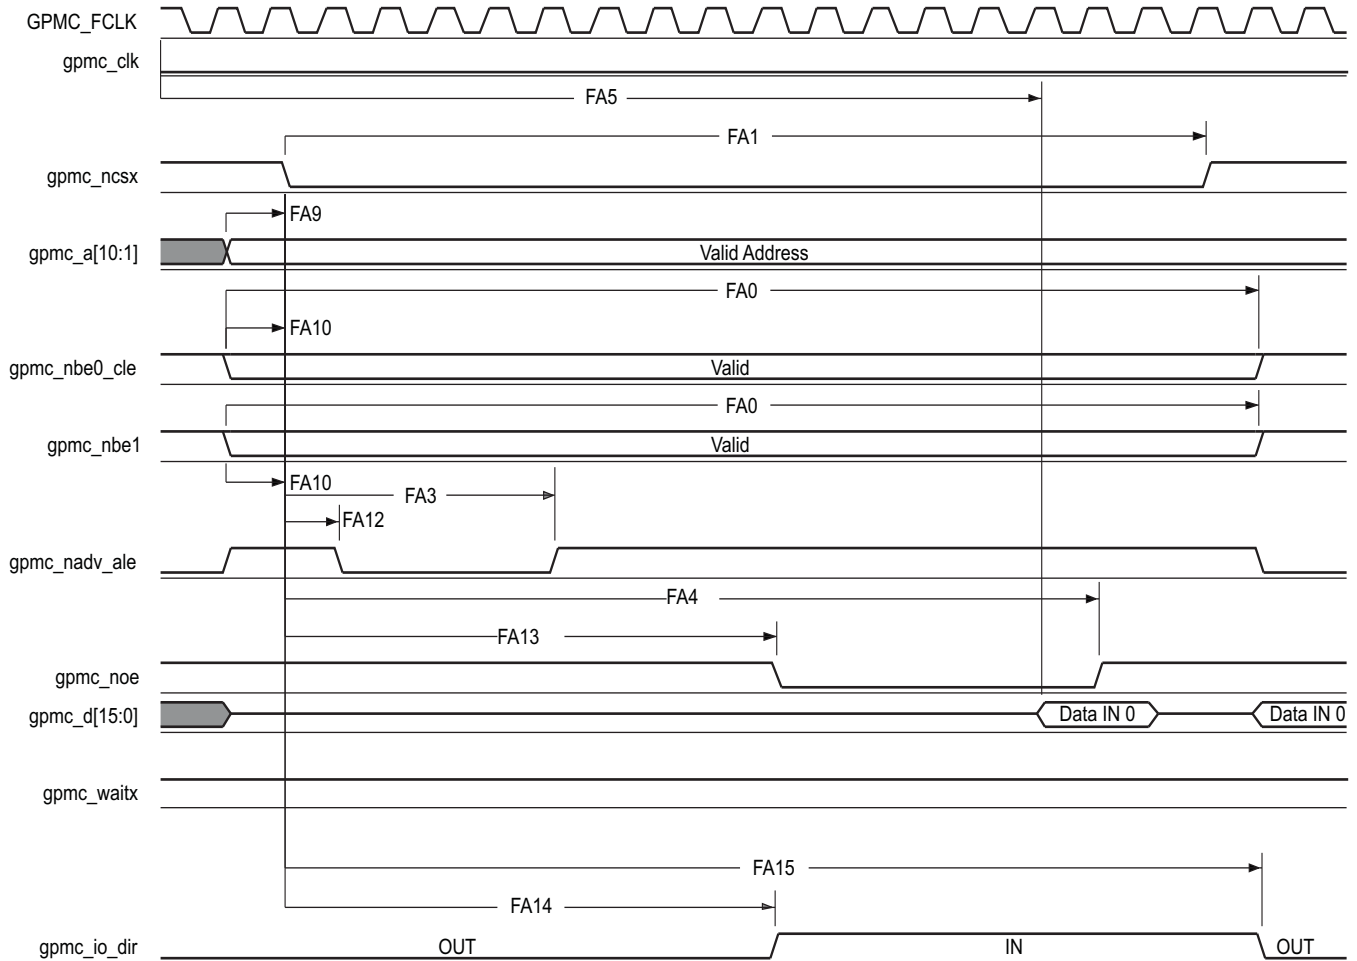 GPMC_FCLK
gpmc_clk
FA5
FA1
gpmc_ncsx
FA9
gpmc_a[10:1]
Valid Address
FA0
FA10
gpmc_nbe0_cle
Valid
FA0
gpmc_nbe1
Valid
FA10
FA3
FA12
gpmc_nadv_ale
FA4
FA13
gpmc_noe
gpmc_d[15:0]
Data IN 0
Data IN 0
gpmc_waitx
FA15
FA14
gpmc_io_dir
OUT
IN
OUT